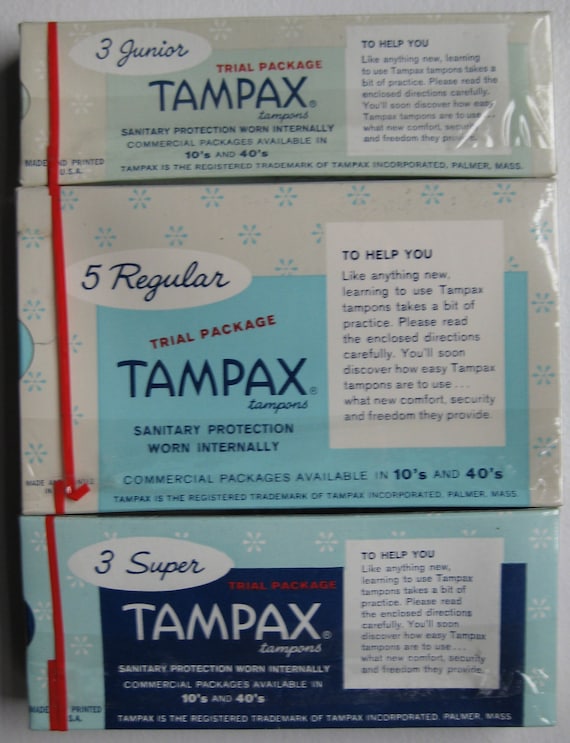 3 Junior
TRIAL PACKAGE
TAMPAX®
tampons
SANITARY PROTECTION WORN INTERNALLY
COMMERCIAL PACKAGES AVAILABLE IN
10's AND 40's
TAMPAX IS THE REGISTERED TRADEMARK OF TAMPAX INCORPORATED, PALMER, MASS.
MADE AND PRINTED
U.S.A.
TO HELP YOU
Like anything new, learning
to use Tampax tampons takes a
bit of practice. Please read the
enclosed directions carefully.
You'll soon discover how easy
Tampax tampons are to use ...
what new comfort, security
and freedom they provide.
5 Regular
TRIAL PACKAGE
TAMPAX®
tampons
SANITARY PROTECTION
WORN INTERNALLY
COMMERCIAL PACKAGES AVAILABLE IN 10's AND 40's
TAMPAX IS THE REGISTERED TRADEMARK OF TAMPAX INCORPORATED, PALMER, MASS.
MADE PRINTED
IN
TO HELP YOU
Like anything new,
learning to use Tampax
tampons takes a bit of
practice. Please read
the enclosed directions
carefully. You'll soon
discover how easy Tampax
tampons are to use ...
what new comfort, security
and freedom they provide.
3 Super
TRIAL PACKAGE
TAMPAX®
tampons
SANITARY PROTECTION WORN INTERNALLY
COMMERCIAL PACKAGES AVAILABLE IN
10's AND 40's
TAMPAX IS THE REGISTERED TRADEMARK OF TAMPAX INCORPORATED, PALMER, MASS.
MADE PRINTED
S.A.
TO HELP YOU
Like anything new,
learning to use Tampax
tampons takes a bit of
practice. Please read
the enclosed directions
carefully. You'll soon
discover how easy Tampax
tampons are to use...
what new comfort, security
and freedom they provide.